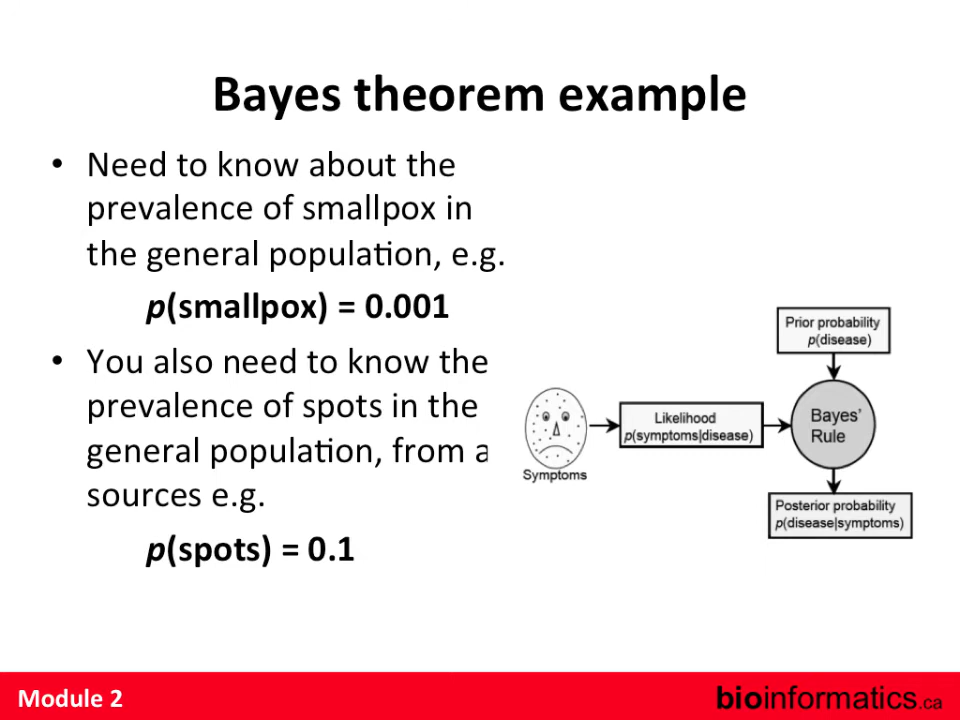 Bayes theorem example
• Need to know about the
prevalence of smallpox in
the general population, e.g.
p(smallpox) = 0.001
• You also need to know the
prevalence of spots in the
general population, from a
sources e.g.
p(spots) = 0.1
Prior probability
p(disease)
Likelihood
p(symptoms|disease)
Bayes’
Rule
Symptoms
Posterior probability
p(disease|symptoms)
Module 2
bioinformatics.ca